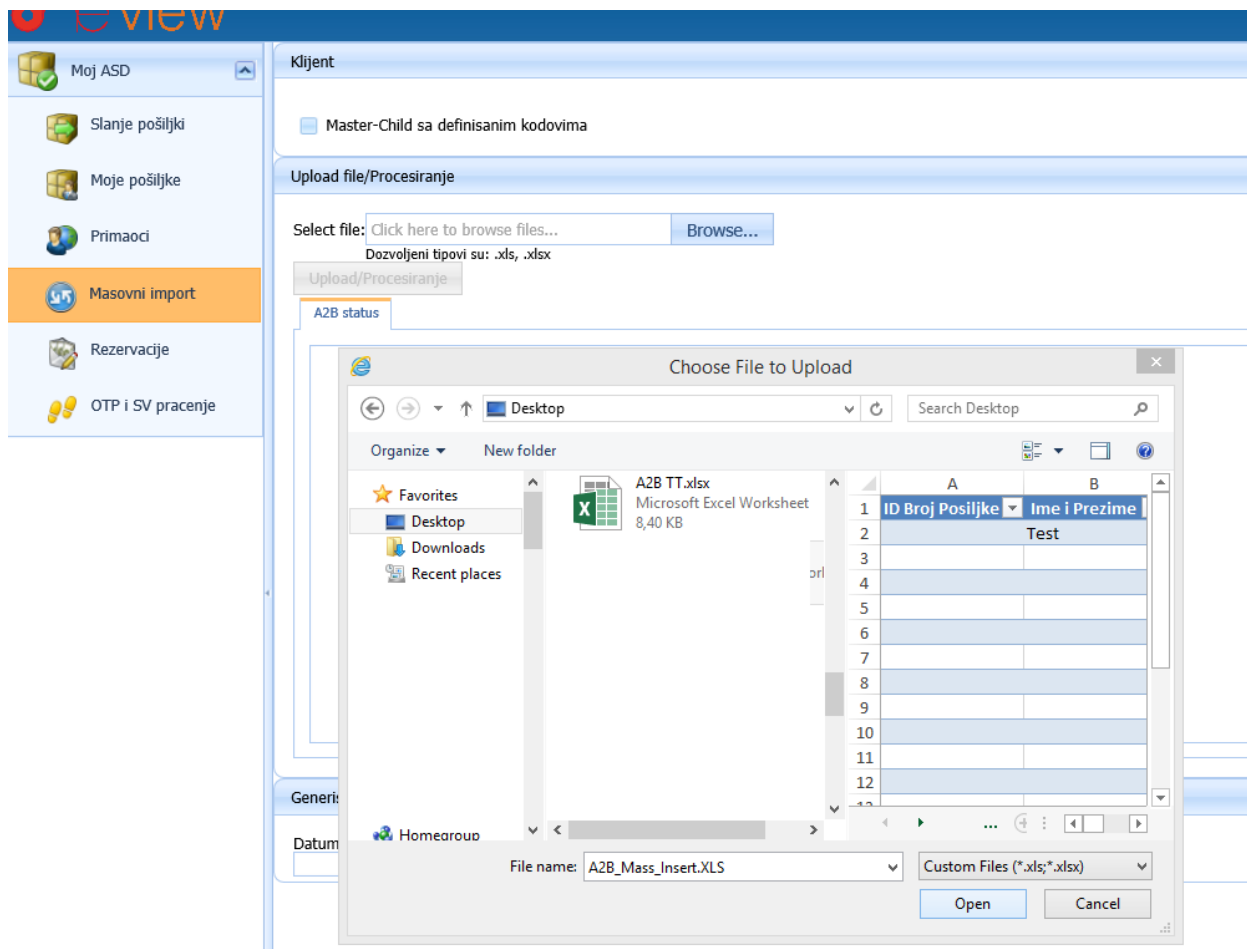 eview
Moj ASD
Slanje pošiljki
Moje pošiljke
Primaoci
Masovni import
Rezervacije
OTP i SV pracenje
Klijent
Master-Child sa definisanim kodovima
Upload file/Procesiranje
Select file: Click here to browse files... Browse...
Dozvoljeni tipovi su: .xls, .xlsx
Upload/Procesiranje
A2B status
Choose File to Upload
Desktop Search Desktop
Organize New folder
Favorites
Desktop
Downloads
Recent places
Homegroup
A2B TT.xlsx
Microsoft Excel Worksheet
8,40 KB
A B
1 ID Broj Posiljke Ime i Prezime
2 Test
3
4
5
6
7
8
9
10
11
12
...
Datum
File name: A2B_Mass_Insert.XLS Custom Files (*.xls;*.xlsx)
Open Cancel